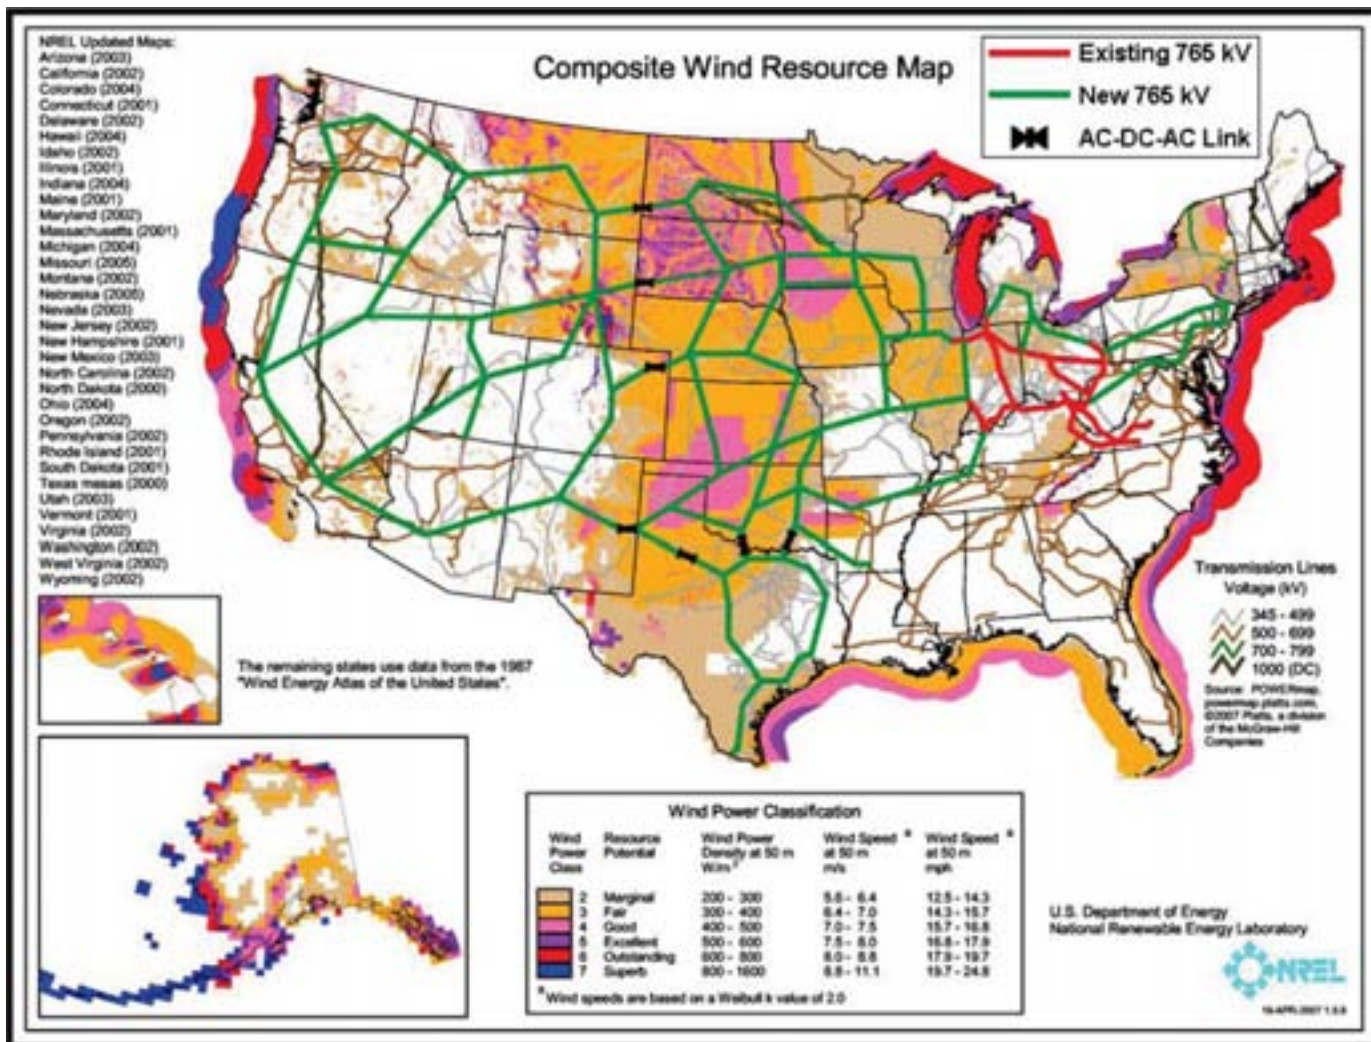 NREL Updated Maps:
Arizona (2003)
California (2002)
Colorado (2004)
Connecticut (2001)
Delaware (2002)
Hawaii (2004)
Idaho (2002)
Illinois (2001)
Indiana (2004)
Maine (2001)
Maryland (2002)
Massachusetts (2001)
Michigan (2004)
Missouri (2005)
Montana (2002)
Nebraska (2005)
Nevada (2003)
New Jersey (2002)
New Hampshire (2001)
New Mexico (2003)
North Carolina (2002)
North Dakota (2000)
Ohio (2004)
Oregon (2002)
Pennsylvania (2002)
Rhode Island (2001)
South Dakota (2001)
Texas mesas (2000)
Utah (2003)
Vermont (2001)
Virginia (2002)
Washington (2002)
West Virginia (2002)
Wyoming (2002)
Composite Wind Resource Map
Existing 765 kV
New 765 kV
AC-DC-AC Link
Transmission Lines
Voltage (kV)
345 - 499
500 - 699
700 - 799
1000 (DC)
Source: POWERmap,
powermap.platts.com,
©2007 Platts, a division
of the McGraw-Hill
Companies
The remaining states use data from the 1987
"Wind Energy Atlas of the United States".
Wind Power Classification
Wind Power Class Resource Potential Wind Power Density at 50 m W/m² Wind Speed ª at 50 m m/s Wind Speed ª at 50 m mph
2 Marginal 200 - 300 5.6 - 6.4 12.5 - 14.3
3 Fair 300 - 400 6.4 - 7.0 14.3 - 15.7
4 Good 400 - 500 7.0 - 7.5 15.7 - 16.8
5 Excellent 500 - 600 7.5 - 8.0 16.8 - 17.9
6 Outstanding 600 - 800 8.0 - 8.8 17.9 - 19.7
7 Superb 800 - 1600 8.8 - 11.1 19.7 - 24.8
ª Wind speeds are based on a Weibull k value of 2.0
U.S. Department of Energy
National Renewable Energy Laboratory
NREL